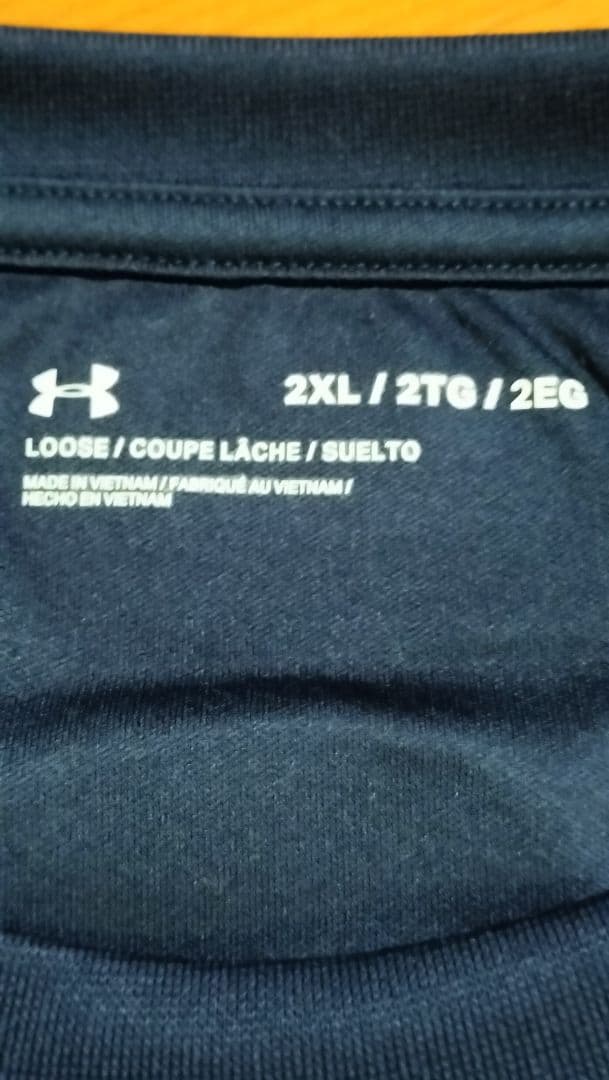 2XL / 2TG / 2EG
LOOSE / COUPE LÂCHE / SUELTO
MADE IN VIETNAM / FABRIQUÉ AU VIETNAM /
HECHO EN VIETNAM